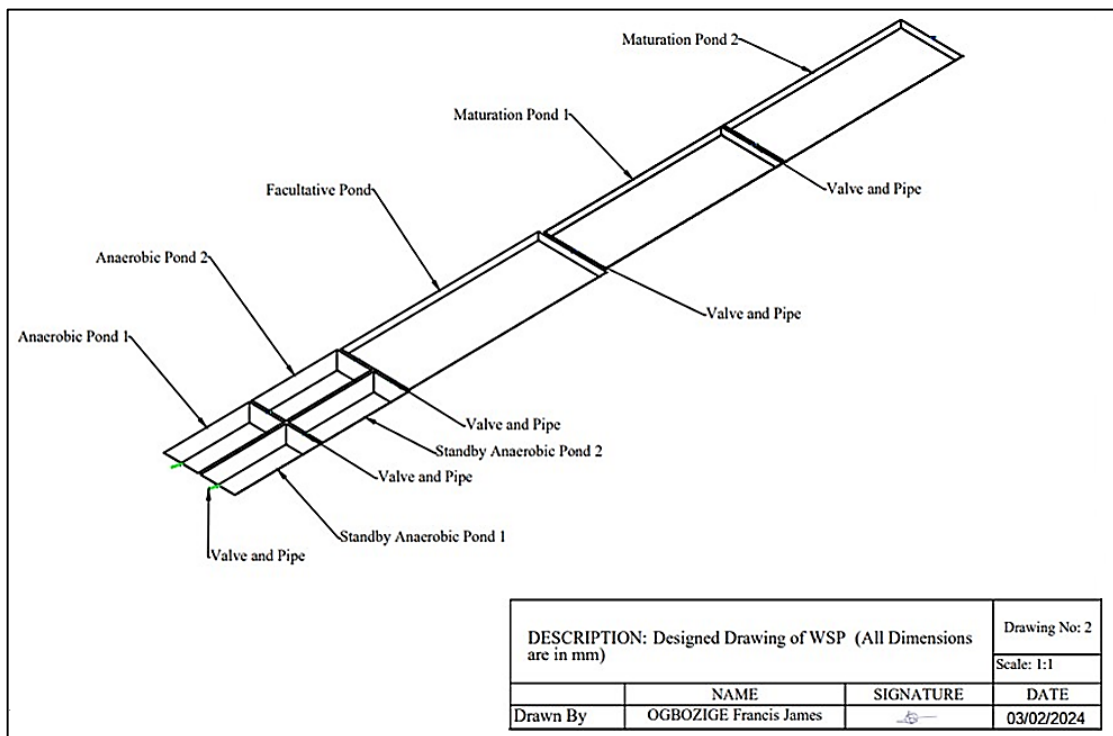 Maturation Pond 2
Maturation Pond 1
Valve and Pipe
Facultative Pond
Anaerobic Pond 2
Valve and Pipe
Anaerobic Pond 1
Valve and Pipe
Standby Anaerobic Pond 2
Valve and Pipe
Standby Anaerobic Pond 1
Valve and Pipe
DESCRIPTION: Designed Drawing of WSP (All Dimensions
are in mm)
Drawing No: 2
Scale: 1:1
NAME SIGNATURE DATE
Drawn By OGBOZIGE Francis James 03/02/2024